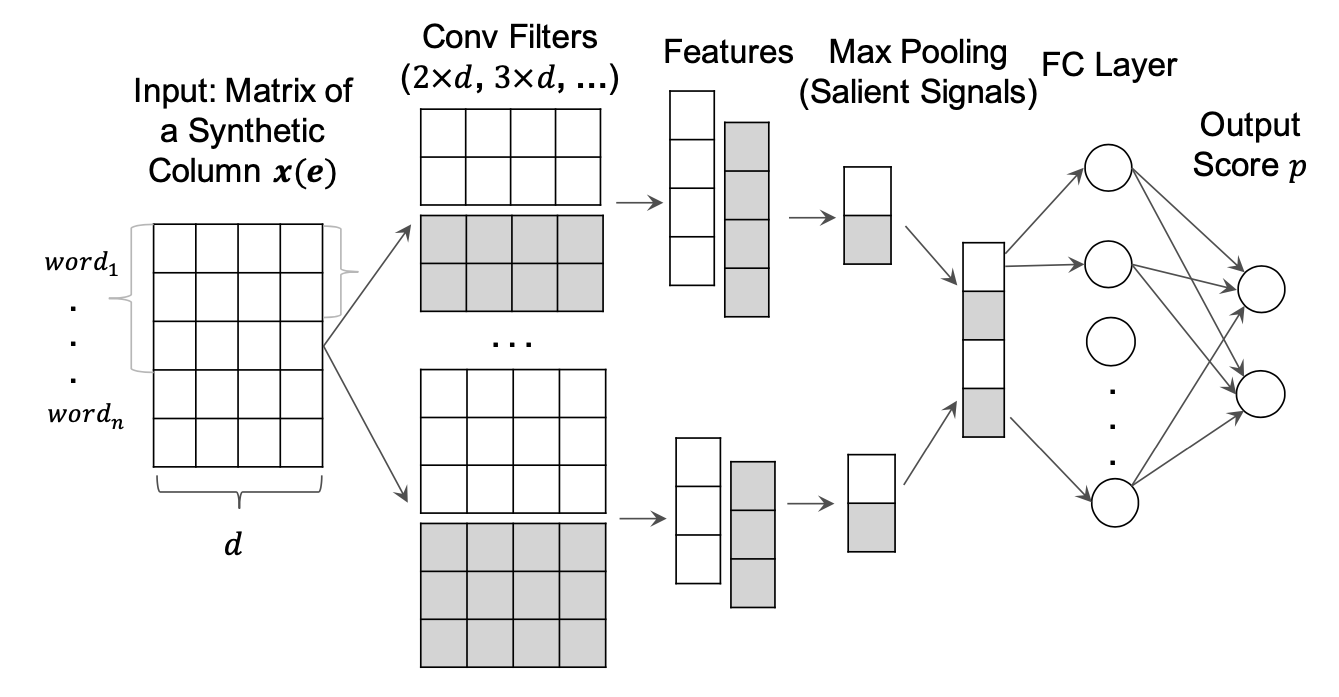 Input: Matrix of
a Synthetic
Column x(e)
word₁
.
.
.
wordₙ
d
Conv Filters
(2×d, 3×d, ...)
...
Features
Max Pooling
(Salient Signals)
FC Layer
.
.
.
Output
Score p